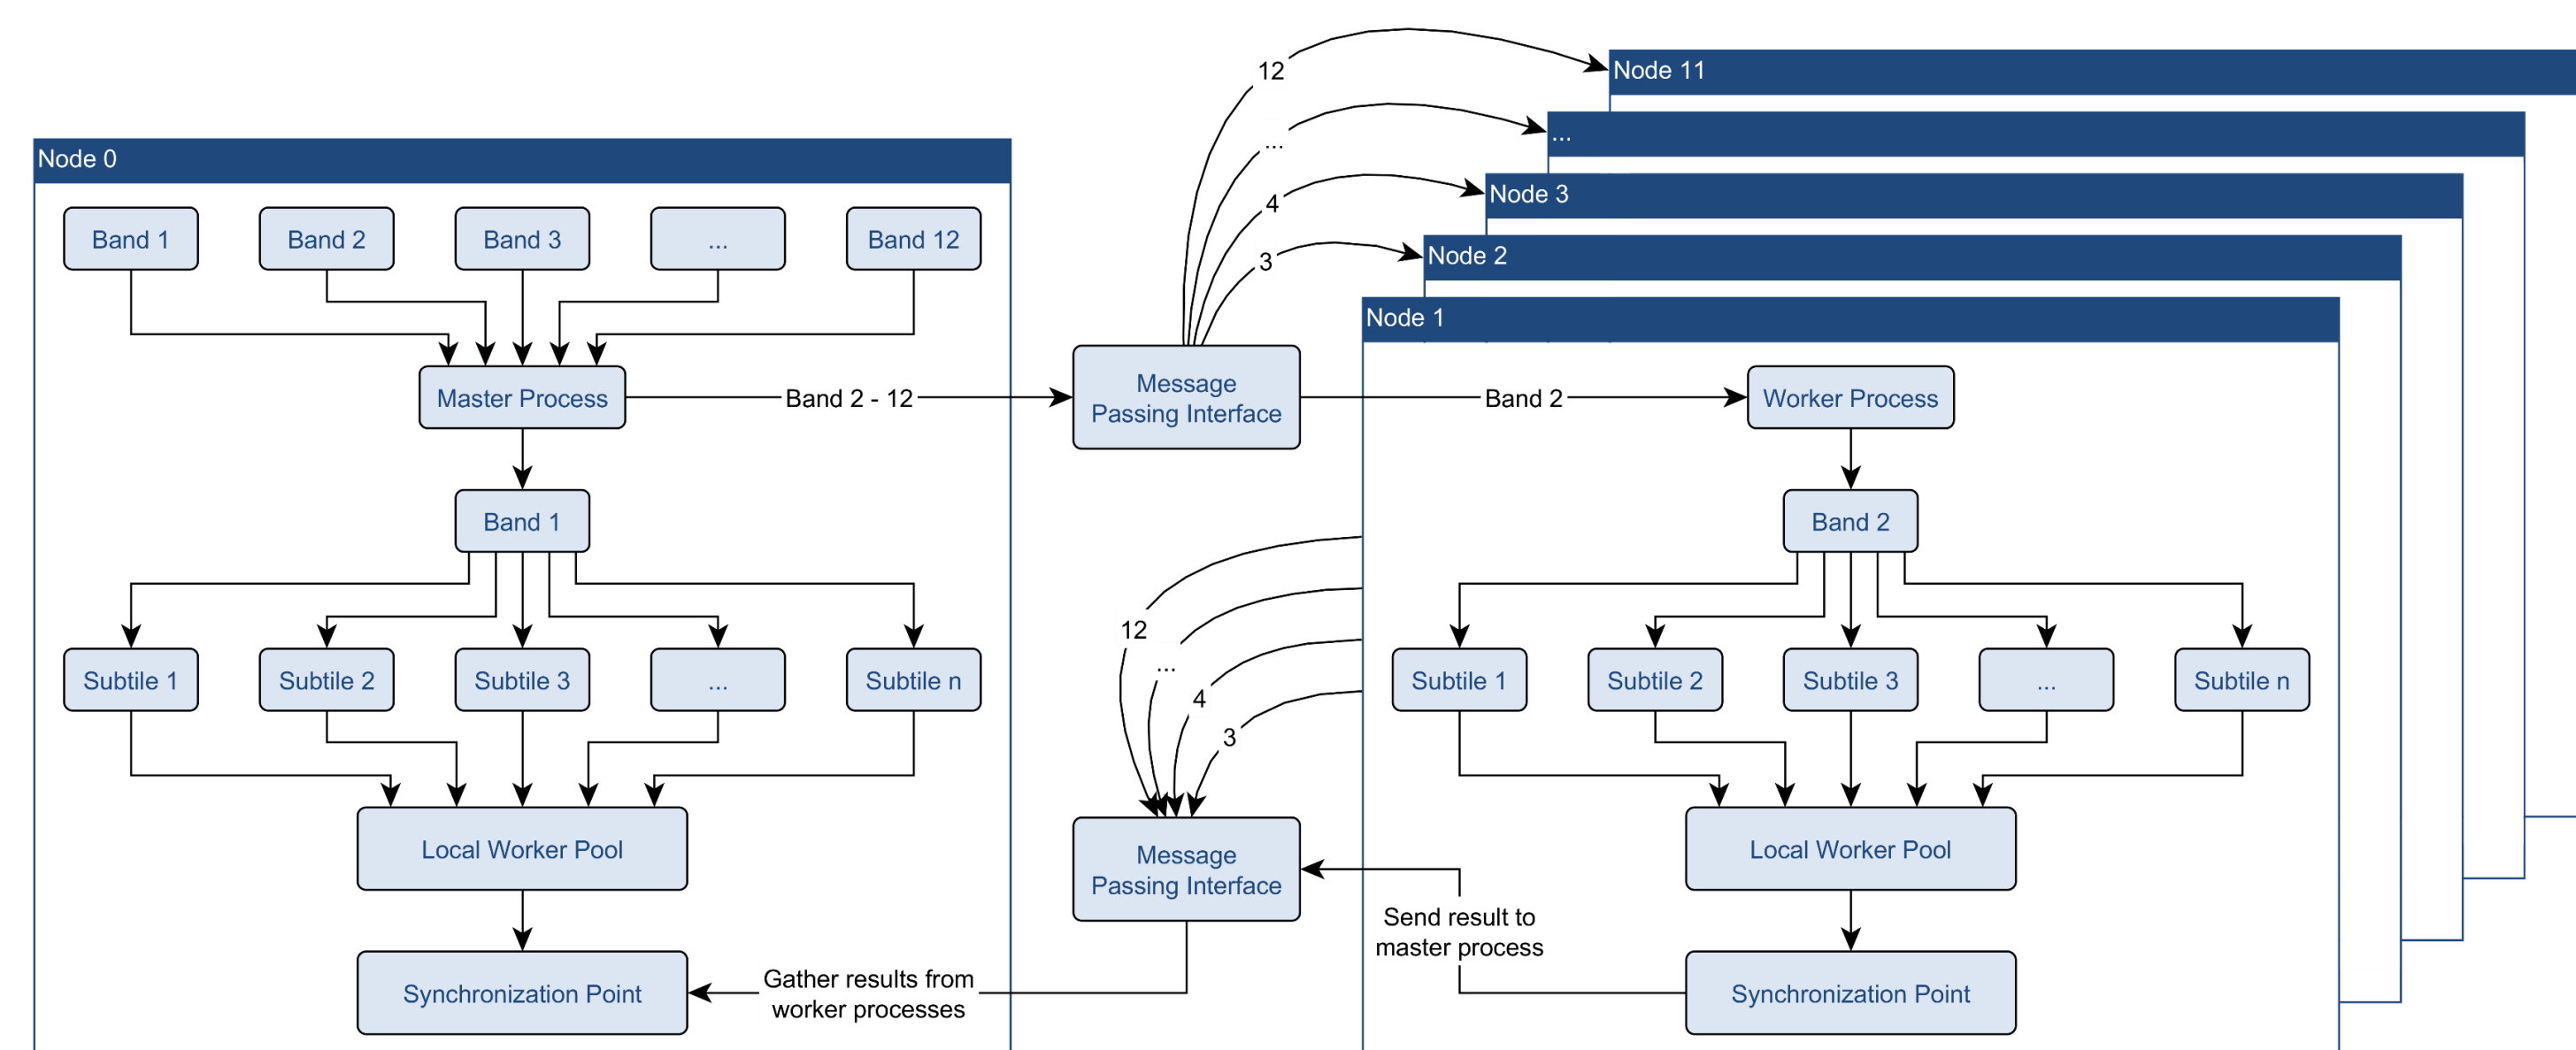 Node 0
Band 1
Band 2
Band 3
...
Band 12
Master Process
Band 2 - 12
Band 1
Subtile 1
Subtile 2
Subtile 3
...
Subtile n
Local Worker Pool
Synchronization Point
Gather results from
worker processes
Message
Passing Interface
12
...
4
3
12
...
4
3
Message
Passing Interface
Send result to
master process
Node 11
...
Node 3
Node 2
Node 1
Band 2
Worker Process
Band 2
Subtile 1
Subtile 2
Subtile 3
...
Subtile n
Local Worker Pool
Synchronization Point